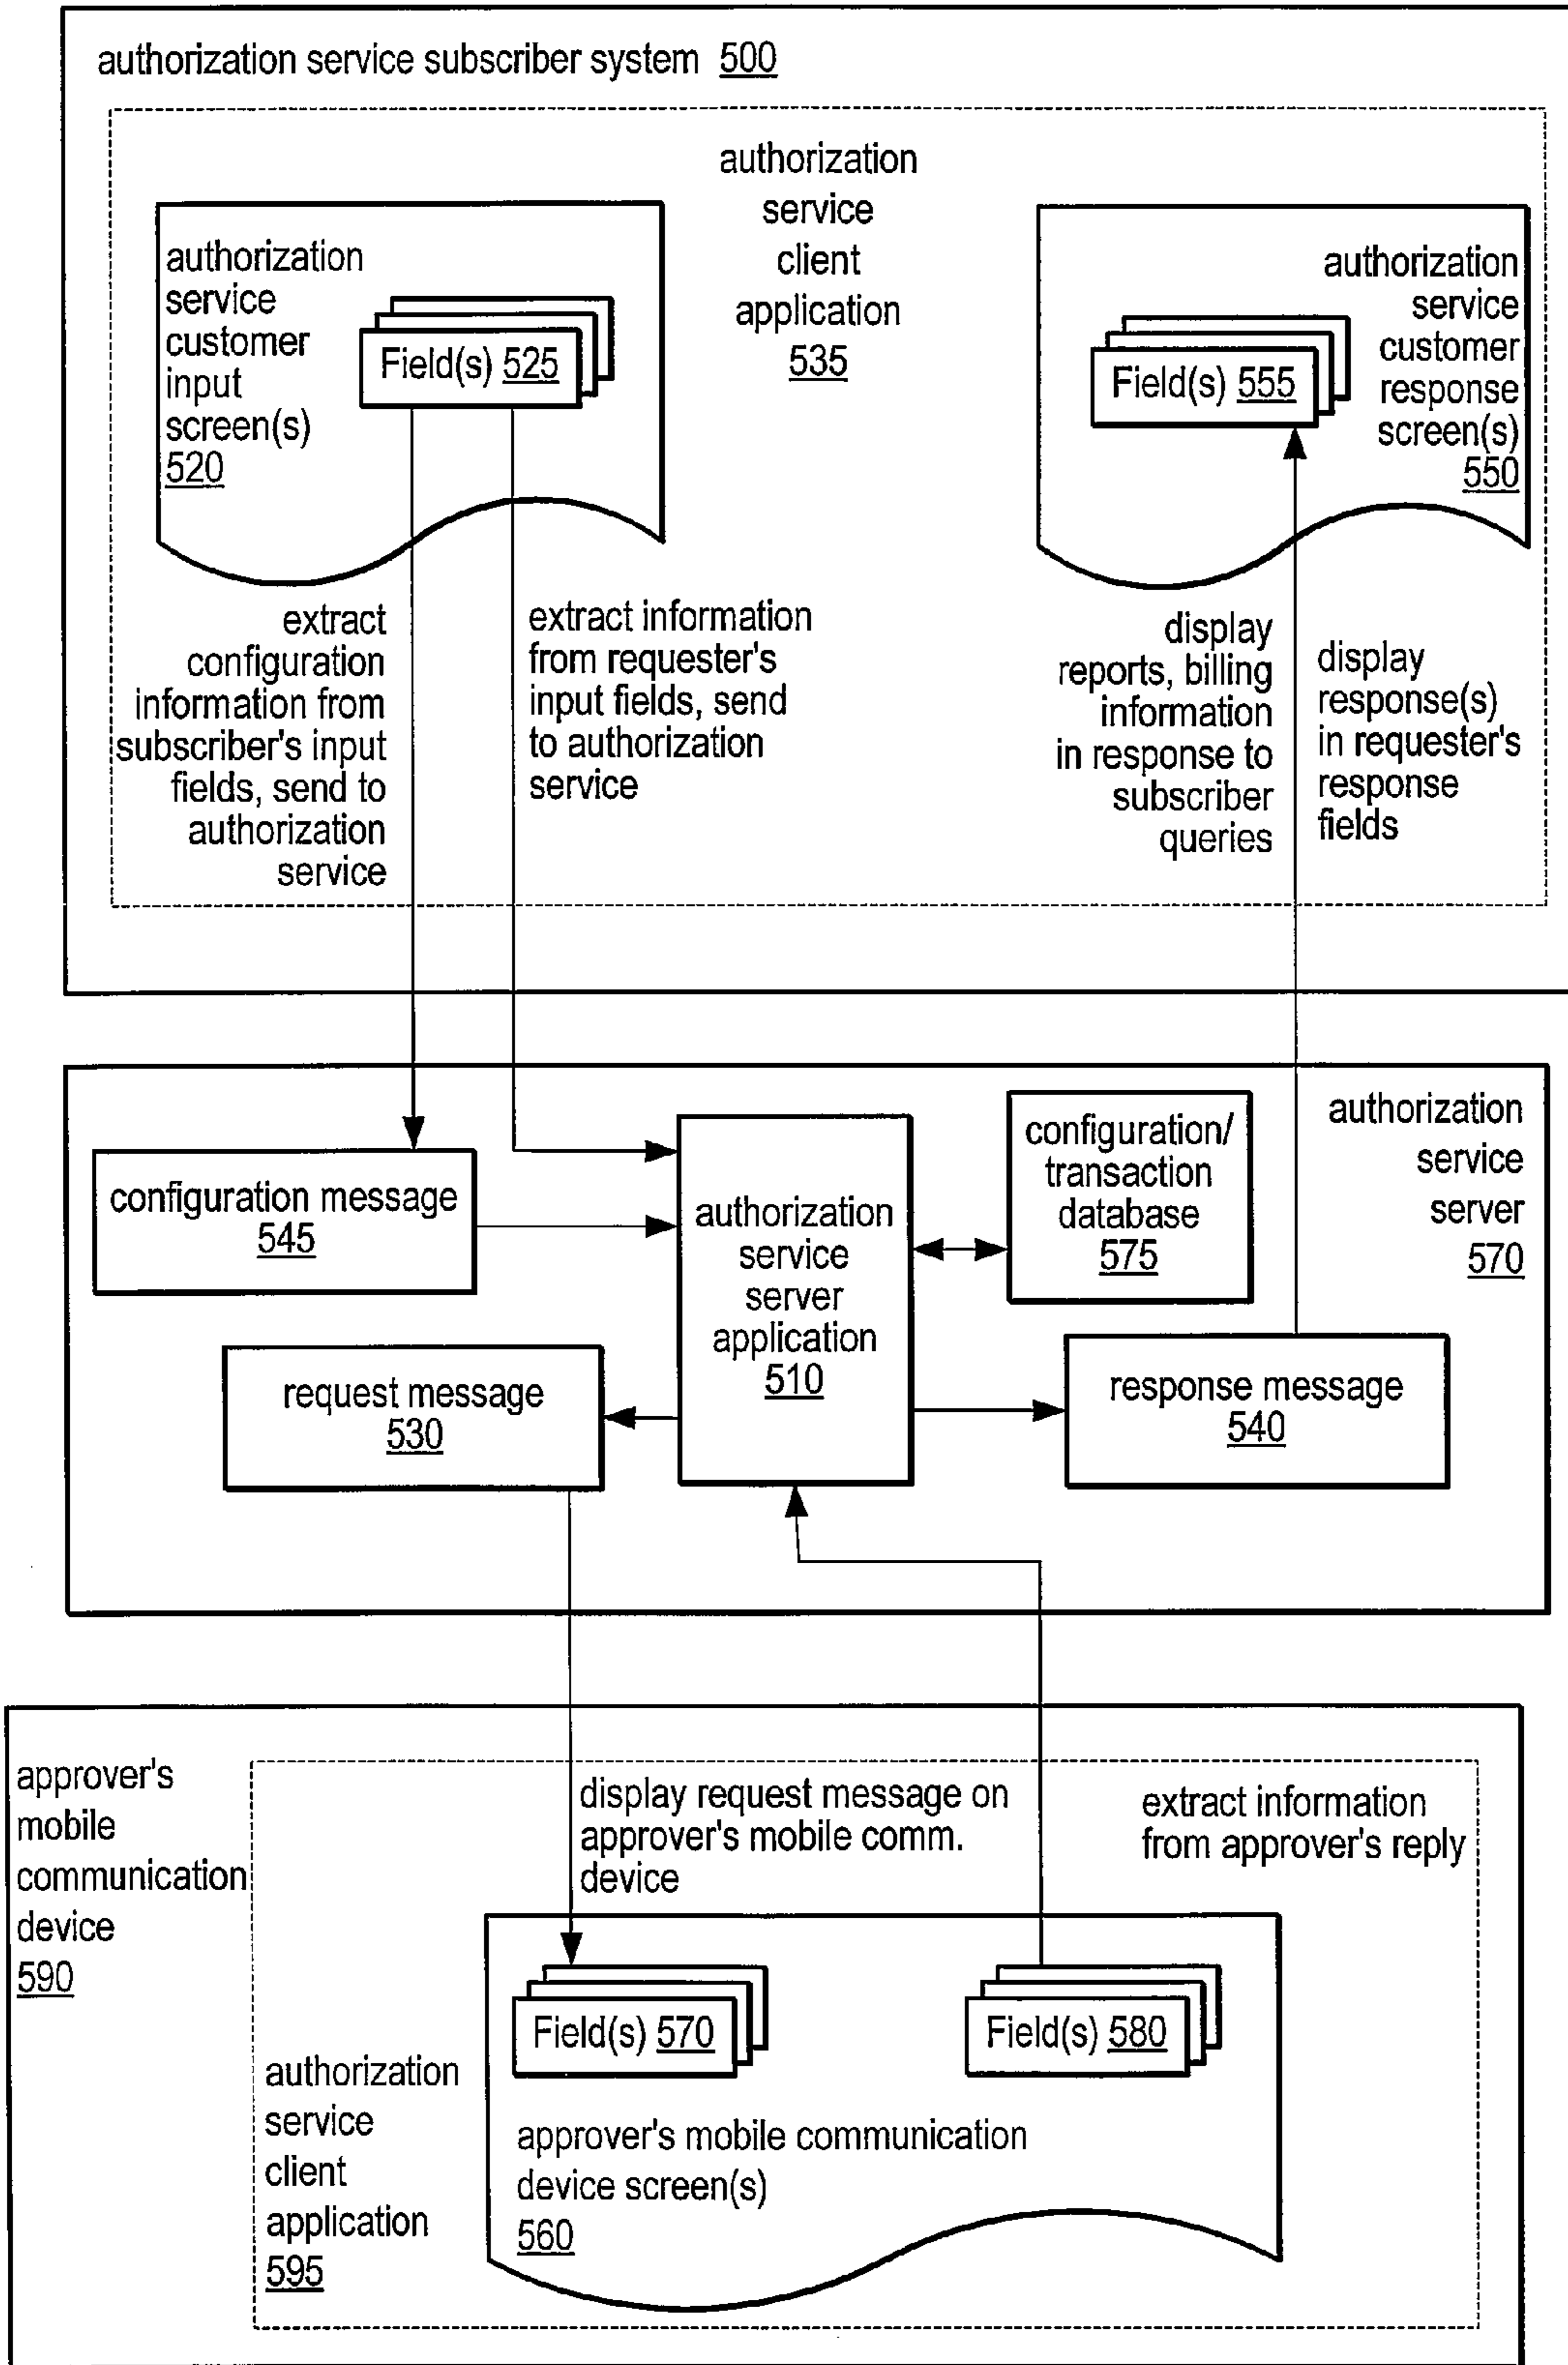 authorization service subscriber system 500
authorization
service
client
application
535
authorization
service
customer
input
screen(s)
520
Field(s) 525
Field(s) 555
authorization
service
customer
response
screen(s)
550
extract
configuration
information from
subscriber's input
fields, send to
authorization
service
extract information
from requester's
input fields, send
to authorization
service
display
reports, billing
information
in response to
subscriber
queries
display
response(s)
in requester's
response
fields
configuration message
545
authorization
service
server
application
510
configuration/
transaction
database
575
authorization
service
server
570
request message
530
response message
540
approver's
mobile
communication
device
590
display request message on
approver's mobile comm.
device
extract information
from approver's reply
Field(s) 570
Field(s) 580
authorization
service
client
application
595
approver's mobile communication
device screen(s)
560